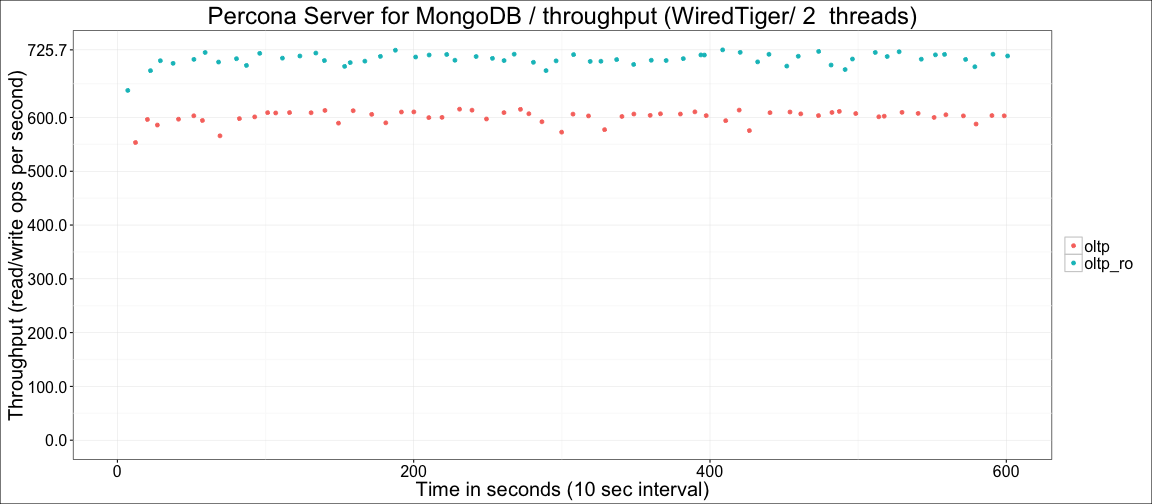 Percona Server for MongoDB / throughput (WiredTiger/ 2  threads)
Throughput (read/write ops per second)
725.7
600.0
500.0
400.0
300.0
200.0
100.0
0.0
0 200 400 600
Time in seconds (10 sec interval)
oltp
oltp_ro